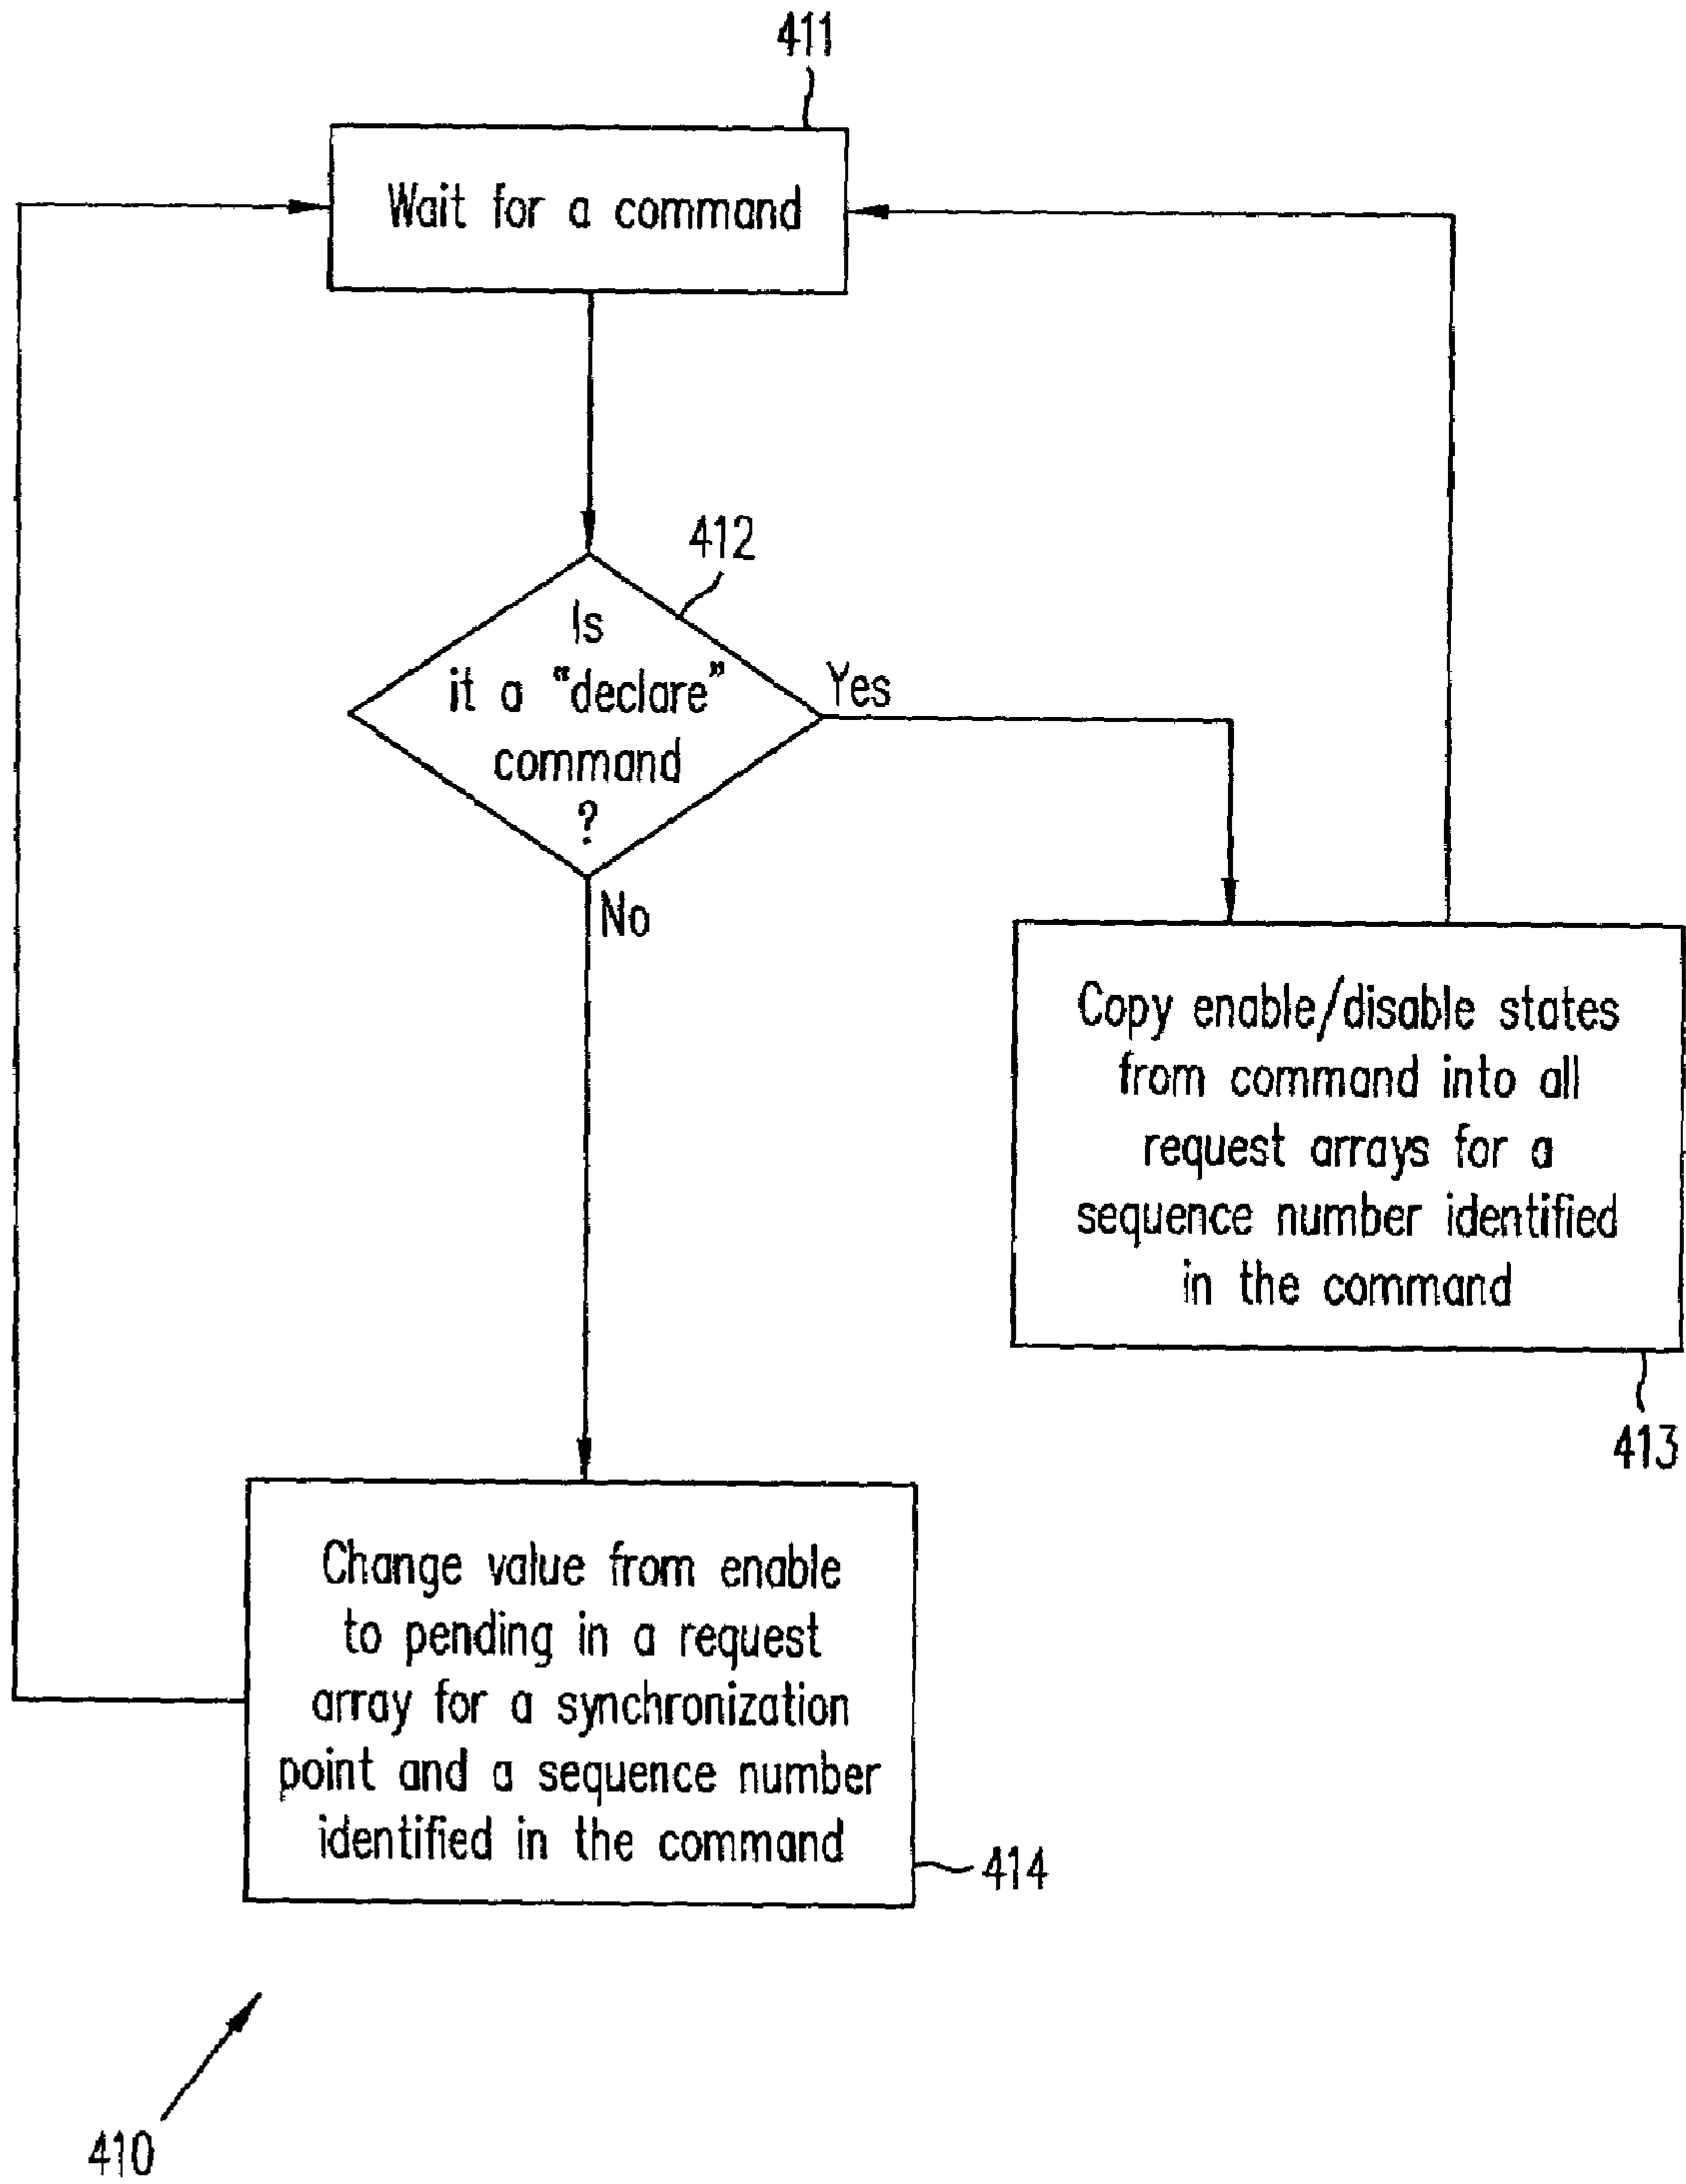 411
Wait for a command
412
Is
it a "declare"
command
?
Yes
No
Copy enable/disable states
from command into all
request arrays for a
sequence number identified
in the command
413
Change value from enable
to pending in a request
array for a synchronization
point and a sequence number
identified in the command
414
410